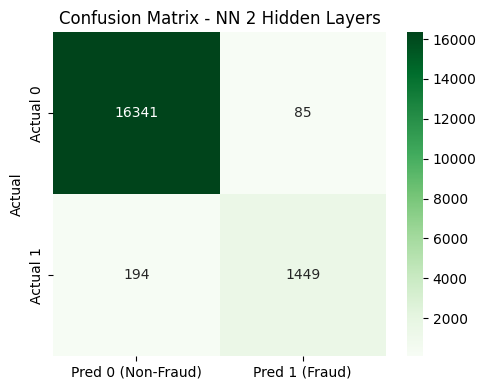 Confusion Matrix - NN 2 Hidden Layers
Actual
Actual 0
Actual 1
16341
85
194
1449
Pred 0 (Non-Fraud)
Pred 1 (Fraud)
16000
14000
12000
10000
8000
6000
4000
2000